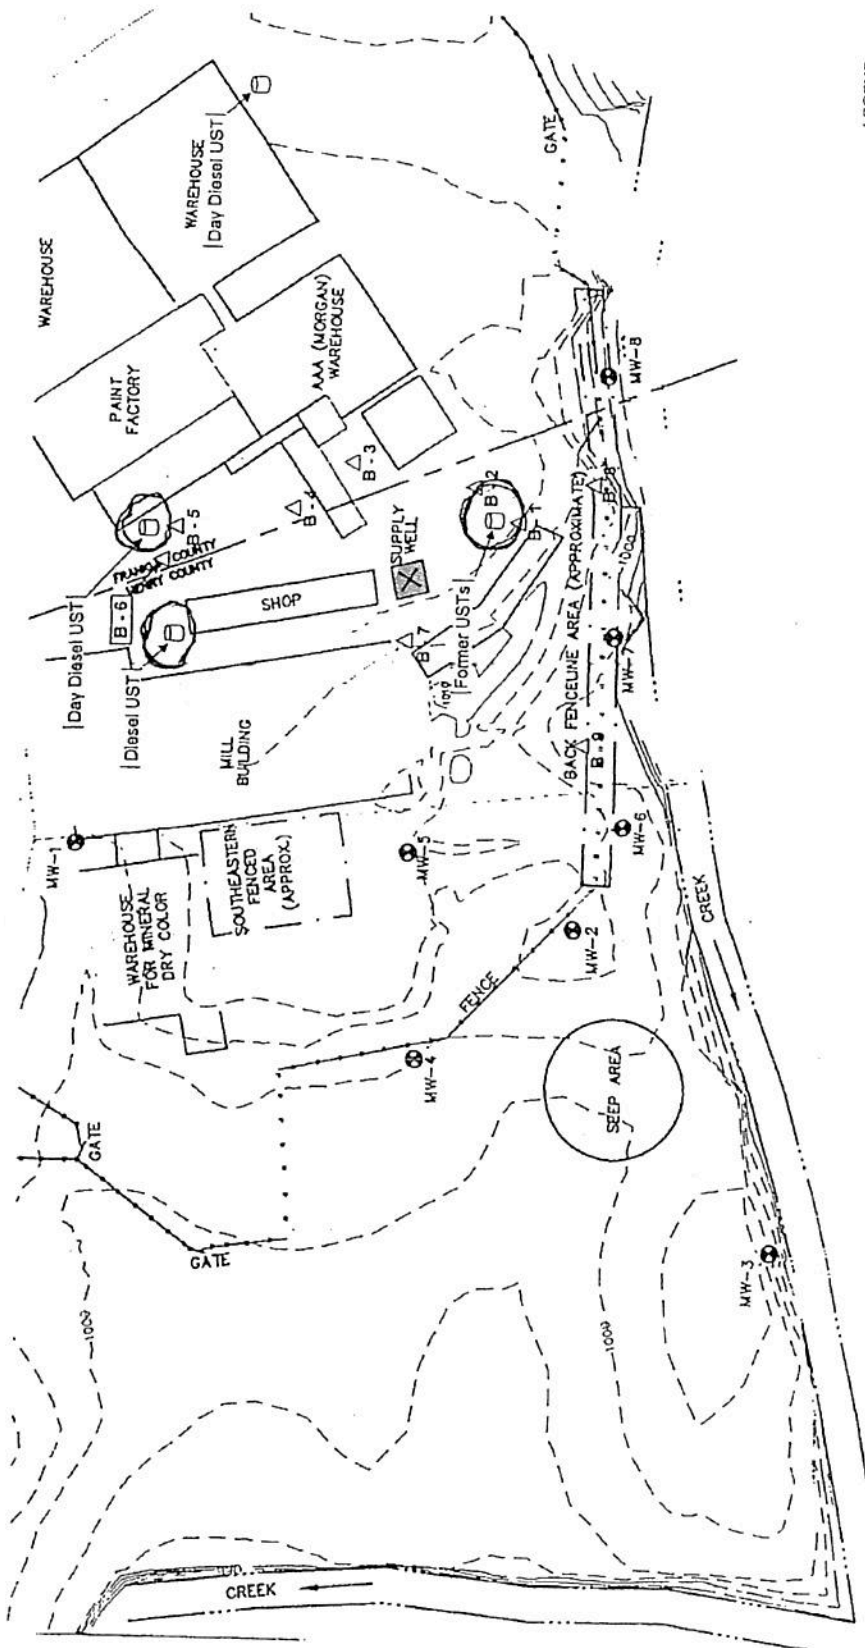 WAREHOUSE
WAREHOUSE
|Day Diesel UST|
PAINT
FACTORY
AAA (MORGAN)
WAREHOUSE
GATE
B-5
B-4
B-3
B-2
B-1
B-8
MW-8
FRANKLIN COUNTY
HENRY COUNTY
B-6
|Day Diesel UST|
|Diesel UST|
SHOP
SUPPLY
WELL
|Former USTs|
B-7
1010
BACK FENCELINE AREA (APPROXIMATE)
1000
MW-7
MILL
BUILDING
B-9
MW-1
MW-5
MW-6
WAREHOUSE
FOR MINERAL
DRY COLOR
SOUTHEASTERN
FENCED
AREA
(APPROX.)
MW-2
FENCE
CREEK
MW-4
SEEP AREA
GATE
GATE
MW-3
1000
1000
CREEK